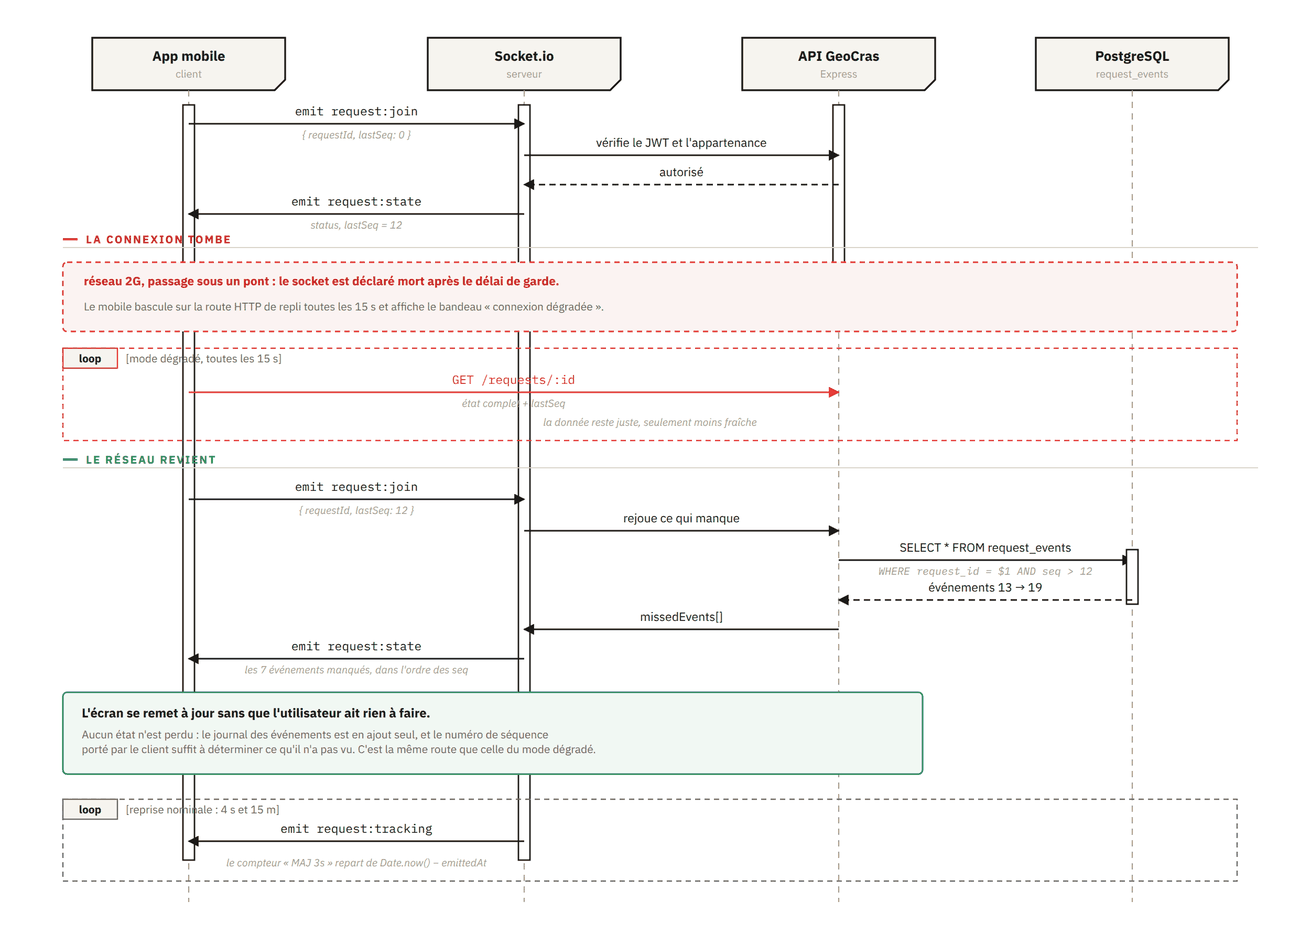 App mobile
client
Socket.io
serveur
API GeoCras
Express
PostgreSQL
request_events
emit request:join
{ requestId, lastSeq: 0 }
vérifie le JWT et l'appartenance
autorisé
emit request:state
status, lastSeq = 12
LA CONNEXION TOMBE
réseau 2G, passage sous un pont : le socket est déclaré mort après le délai de garde.
Le mobile bascule sur la route HTTP de repli toutes les 15 s et affiche le bandeau « connexion dégradée ».
loop [mode dégradé, toutes les 15 s]
GET /requests/:id
état complet + lastSeq
la donnée reste juste, seulement moins fraîche
LE RÉSEAU REVIENT
emit request:join
{ requestId, lastSeq: 12 }
rejoue ce qui manque
SELECT * FROM request_events
WHERE request_id = $1 AND seq > 12
événements 13 → 19
missedEvents[]
emit request:state
les 7 événements manqués, dans l'ordre des seq
L'écran se remet à jour sans que l'utilisateur ait rien à faire.
Aucun état n'est perdu : le journal des événements est en ajout seul, et le numéro de séquence
porté par le client suffit à déterminer ce qu'il n'a pas vu. C'est la même route que celle du mode dégradé.
loop [reprise nominale : 4 s et 15 m]
emit request:tracking
le compteur « MAJ 3s » repart de Date.now() − emittedAt